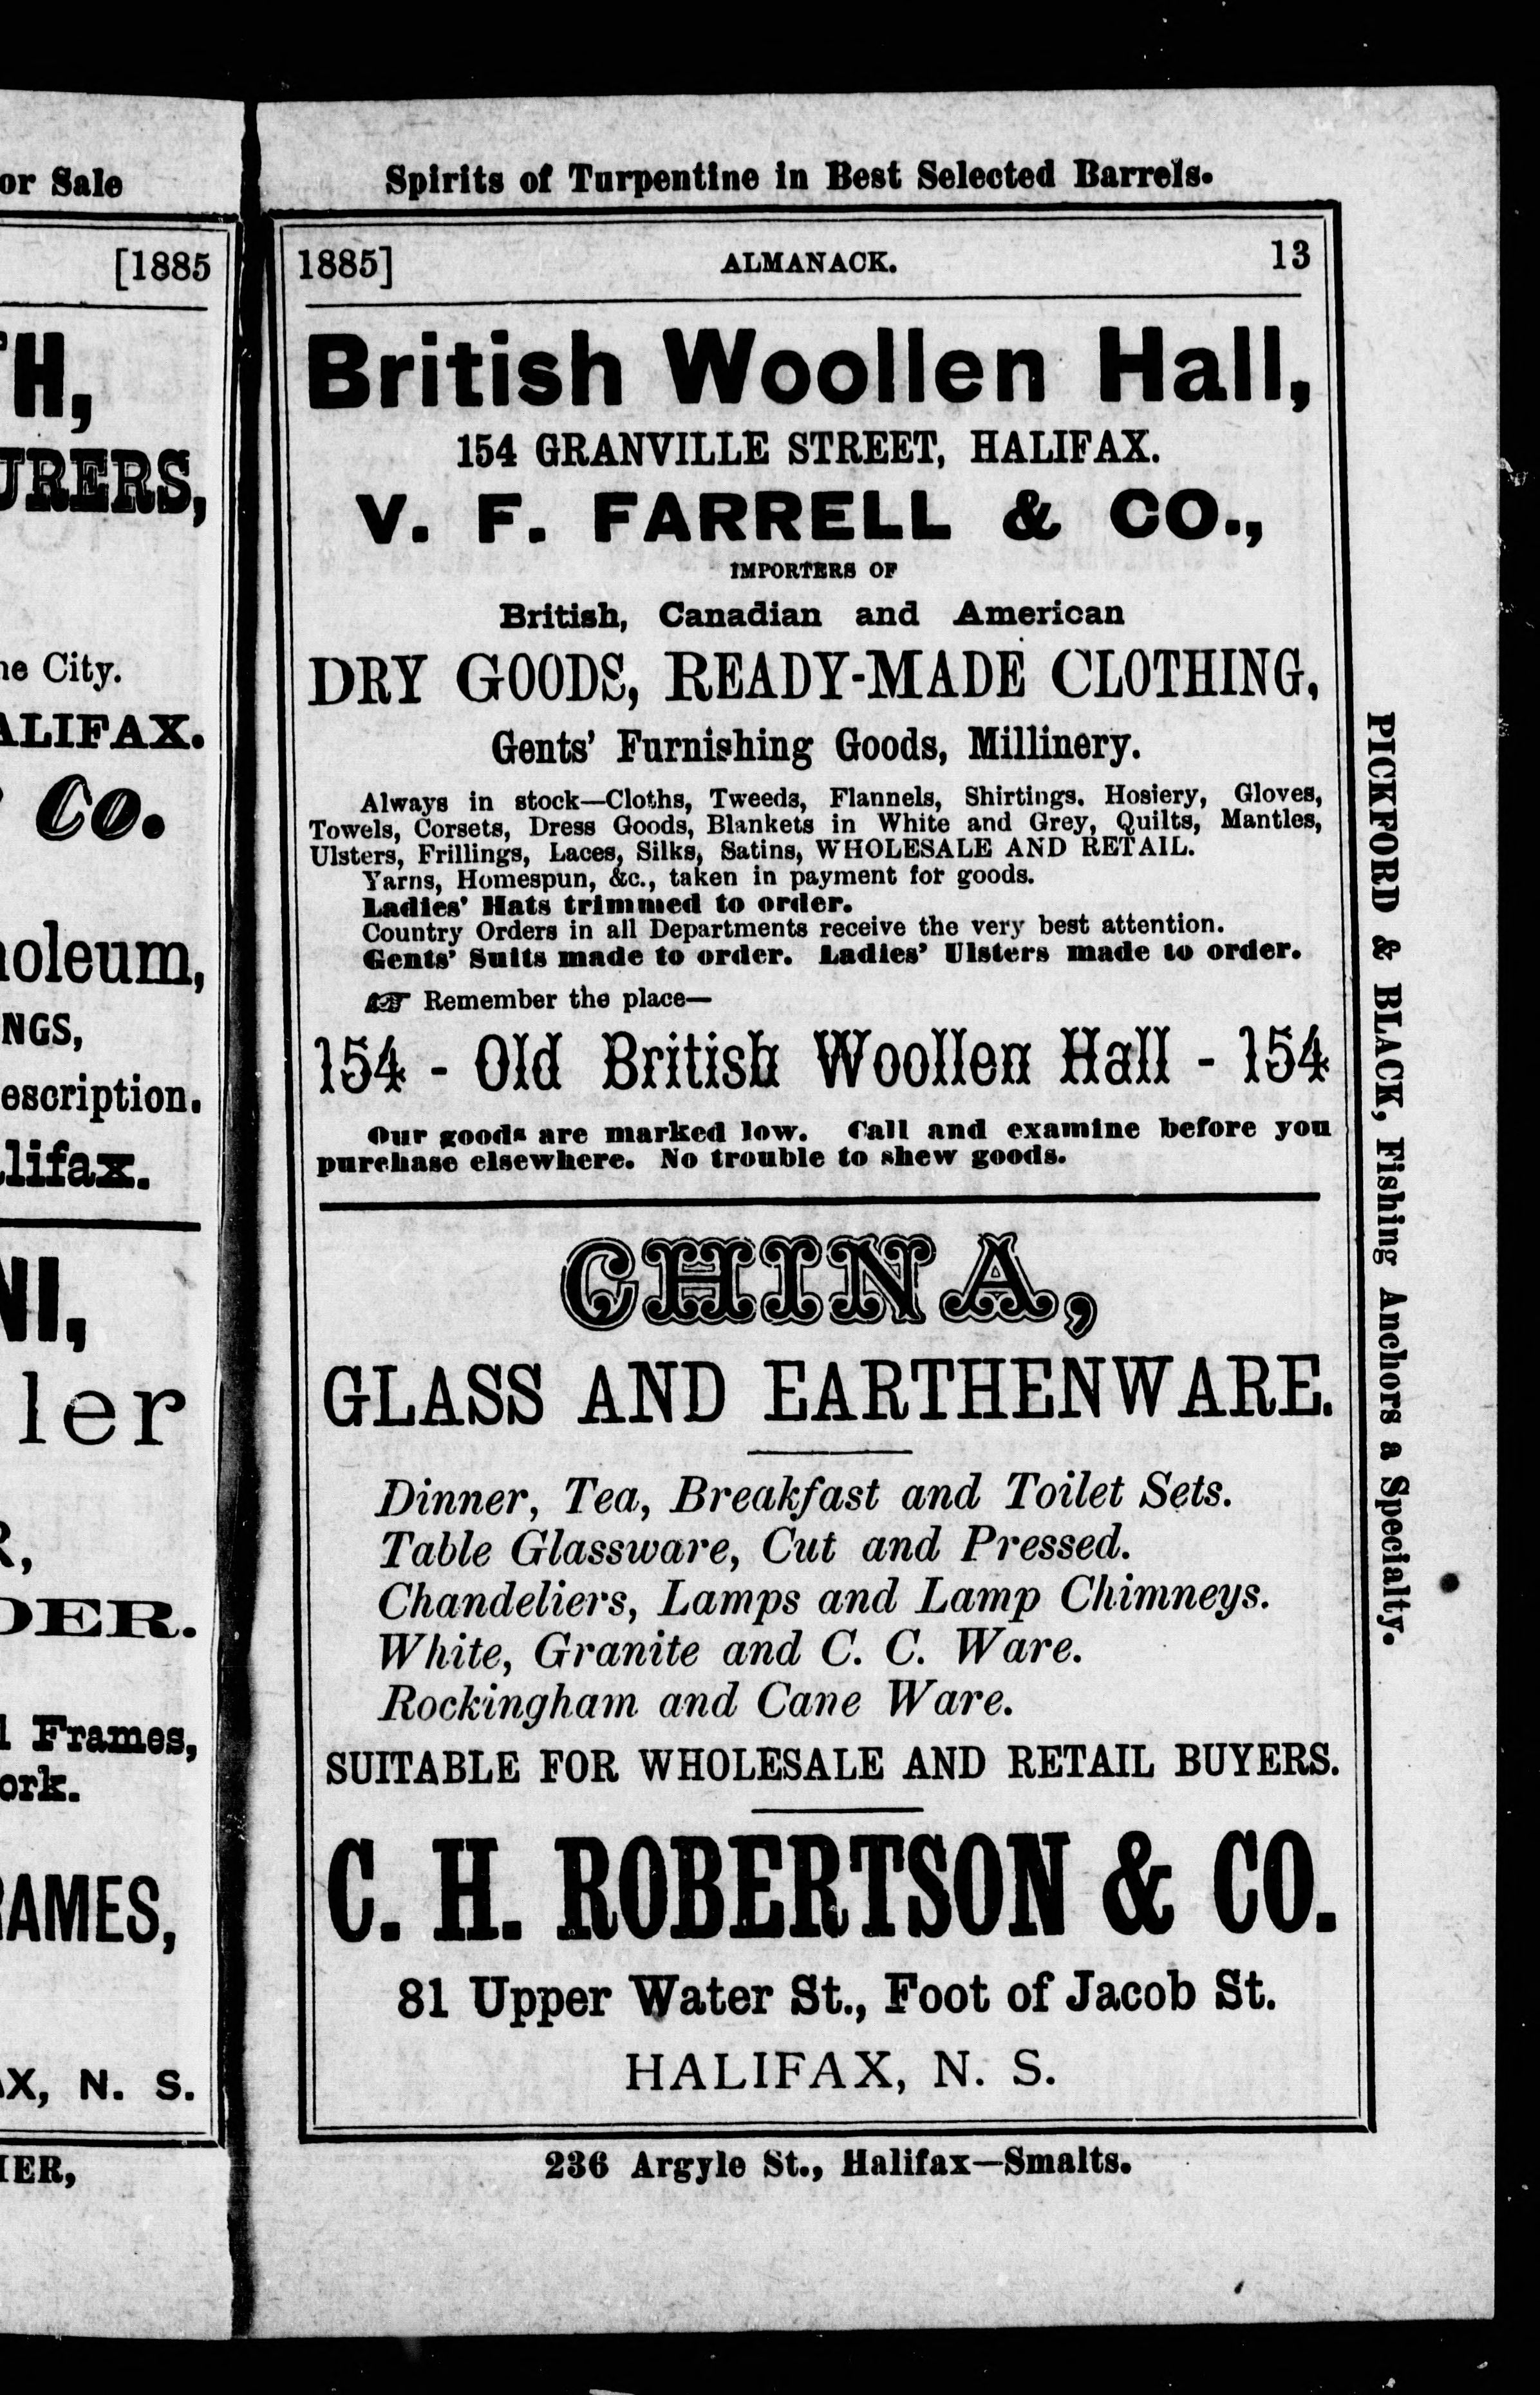 or Sale
[1885
H,
URERS,
City.
ALIFAX.
Co.
oleum,
NGS,
escription.
lifax.
NI,
ler
R,
DER.
Frames,
ork.
AMES,
X, N. S.
IER,
Spirits of Turpentine in Best Selected Barrels.
1885] ALMANACK. 13
British Woollen Hall,
154 GRANVILLE STREET, HALIFAX.
V. F. FARRELL & CO.,
IMPORTERS OF
British, Canadian and American
DRY GOODS, READY-MADE CLOTHING,
Gents' Furnishing Goods, Millinery.
Always in stock—Cloths, Tweeds, Flannels, Shirtings. Hosiery, Gloves,
Towels, Corsets, Dress Goods, Blankets in White and Grey, Quilts, Mantles,
Ulsters, Frillings, Laces, Silks, Satins, WHOLESALE AND RETAIL.
Yarns, Homespun, &c., taken in payment for goods.
Ladies' Hats trimmed to order.
Country Orders in all Departments receive the very best attention.
Gents' Suits made to order. Ladies' Ulsters made to order.
☞ Remember the place—
154 - Old British Woollen Hall - 154
Our goods are marked low. Call and examine before you
purchase elsewhere. No trouble to shew goods.
CHINA,
GLASS AND EARTHENWARE.
Dinner, Tea, Breakfast and Toilet Sets.
Table Glassware, Cut and Pressed.
Chandeliers, Lamps and Lamp Chimneys.
White, Granite and C. C. Ware.
Rockingham and Cane Ware.
SUITABLE FOR WHOLESALE AND RETAIL BUYERS.
C. H. ROBERTSON & CO.
81 Upper Water St., Foot of Jacob St.
HALIFAX, N. S.
236 Argyle St., Halifax—Smalts.
PICKFORD & BLACK, Fishing Anchors a Specialty.